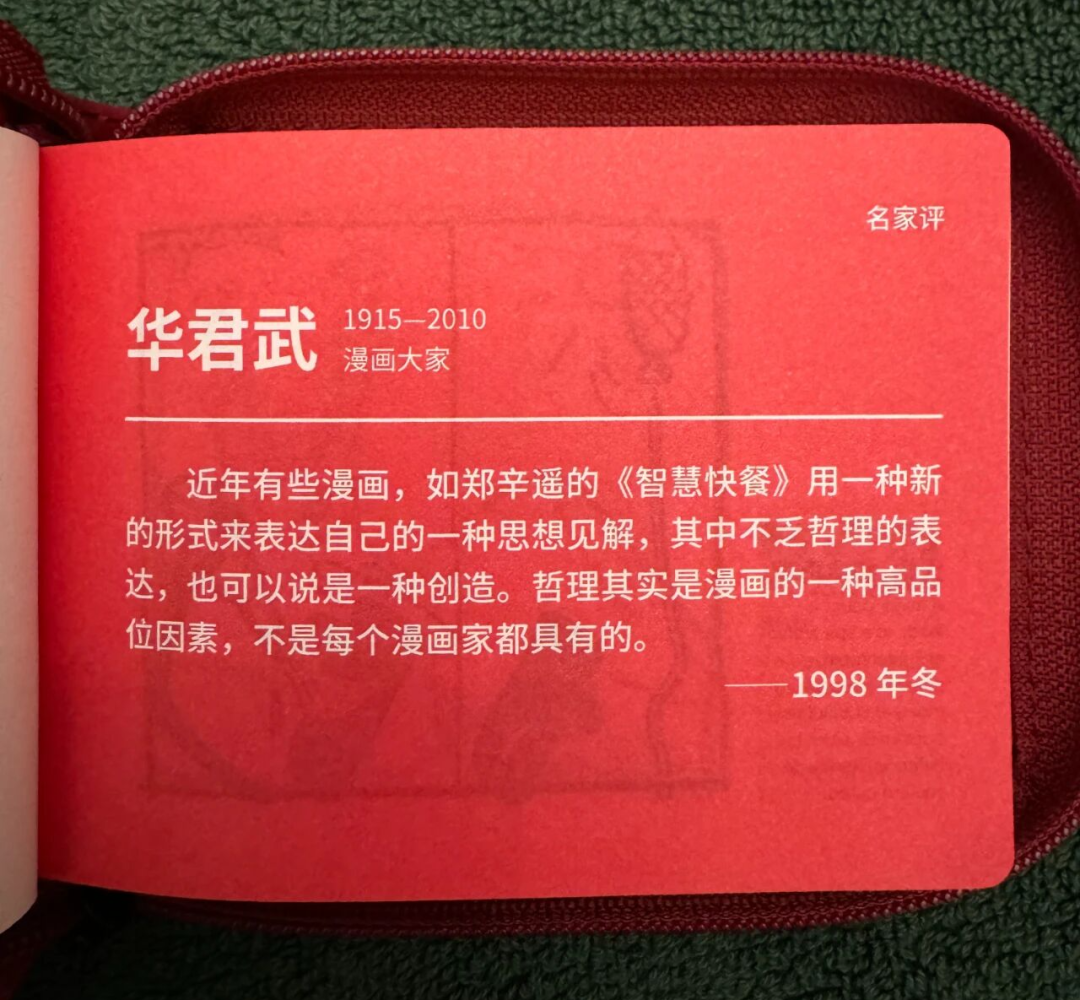 名家评
华君武
1915—2010
漫画大家
近年有些漫画，如郑辛遥的《智慧快餐》用一种新
的形式来表达自己的一种思想见解，其中不乏哲理的表
达，也可以说是一种创造。哲理其实是漫画的一种高品
位因素，不是每个漫画家都具有的。
——1998 年冬